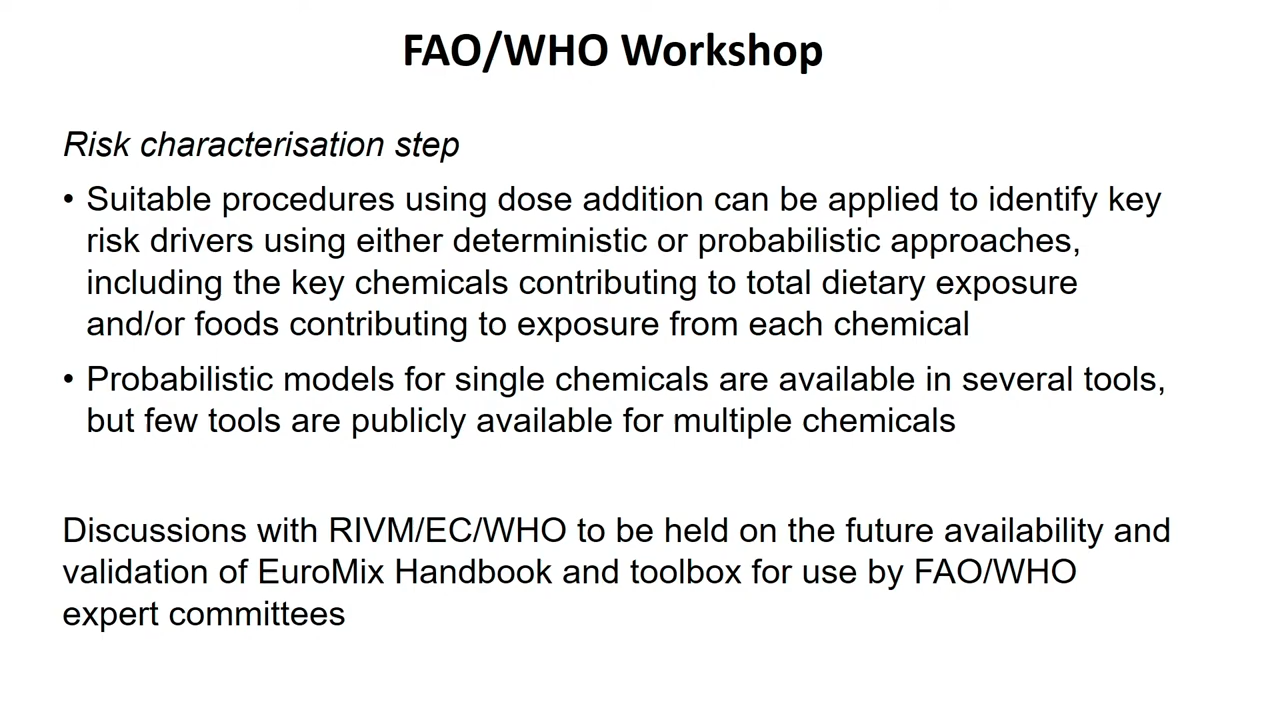 FAO/WHO Workshop
Risk characterisation step
• Suitable procedures using dose addition can be applied to identify key
risk drivers using either deterministic or probabilistic approaches,
including the key chemicals contributing to total dietary exposure
and/or foods contributing to exposure from each chemical
• Probabilistic models for single chemicals are available in several tools,
but few tools are publicly available for multiple chemicals
Discussions with RIVM/EC/WHO to be held on the future availability and
validation of EuroMix Handbook and toolbox for use by FAO/WHO
expert committees